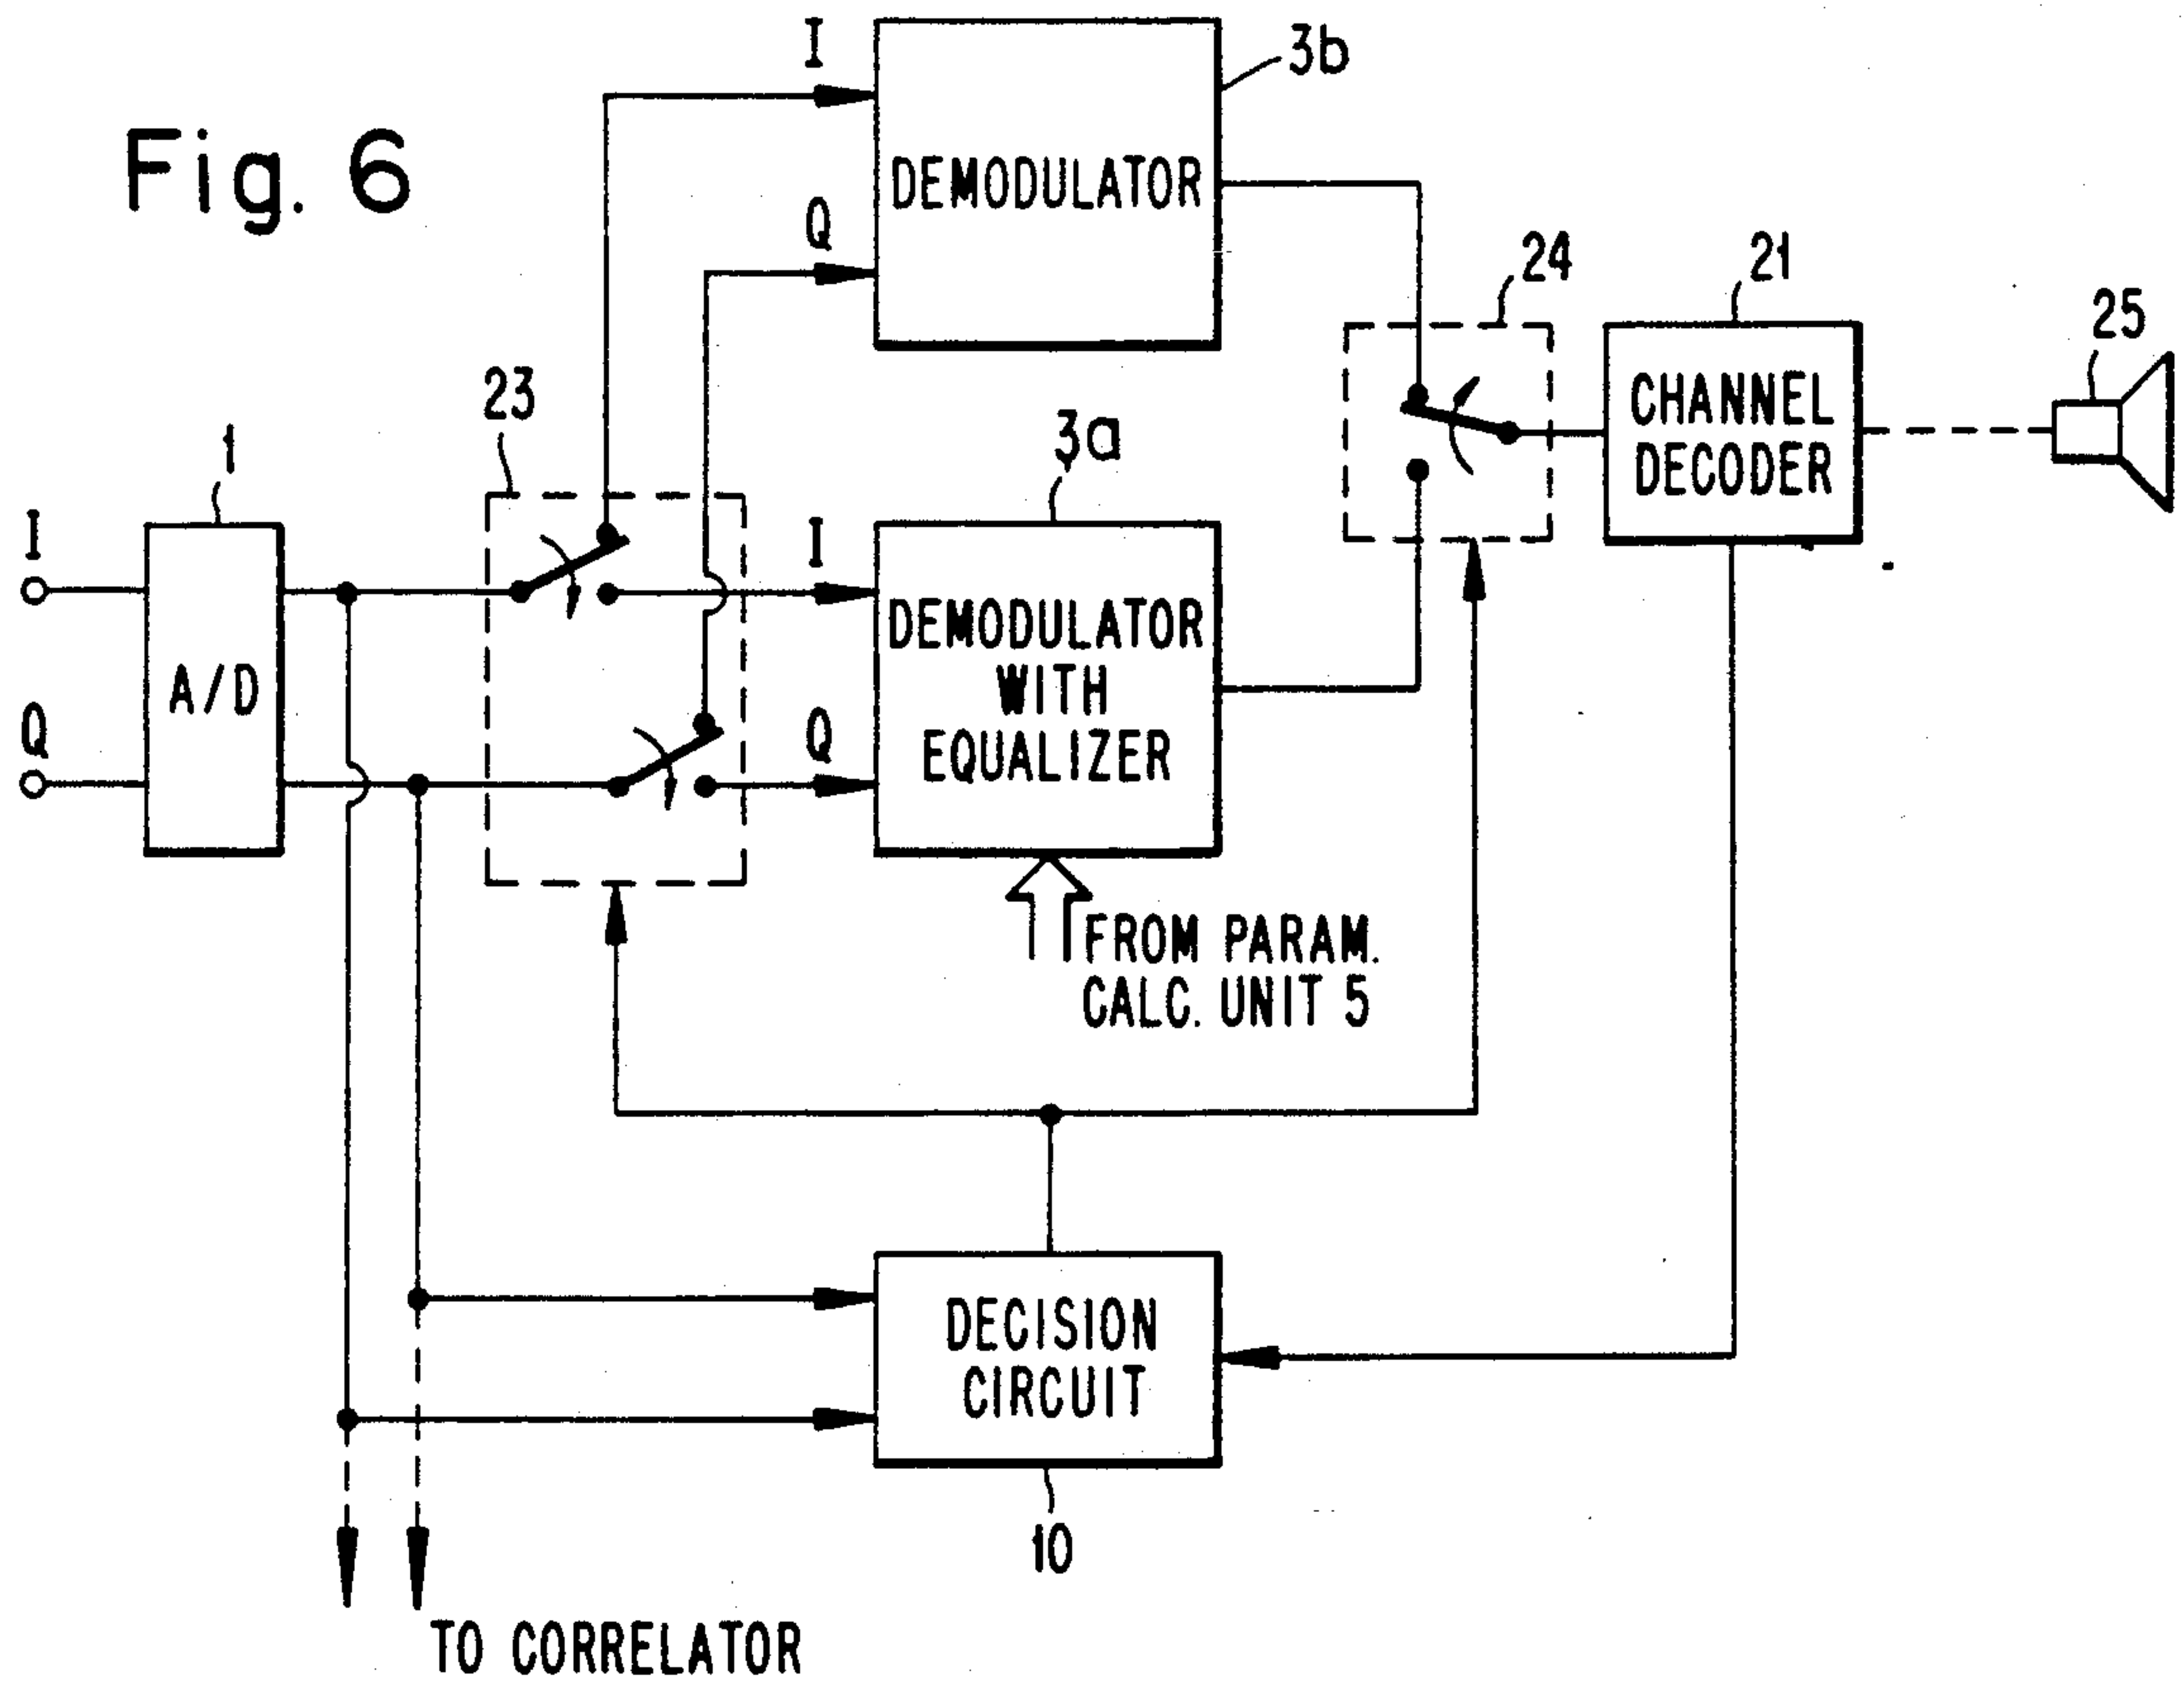 Fig. 6
I
3b
DEMODULATOR
Q
24
21
25
23
CHANNEL
DECODER
1
3a
I
I
A/D
DEMODULATOR
WITH
EQUALIZER
Q
Q
FROM PARAM.
CALC. UNIT 5
DECISION
CIRCUIT
10
TO CORRELATOR